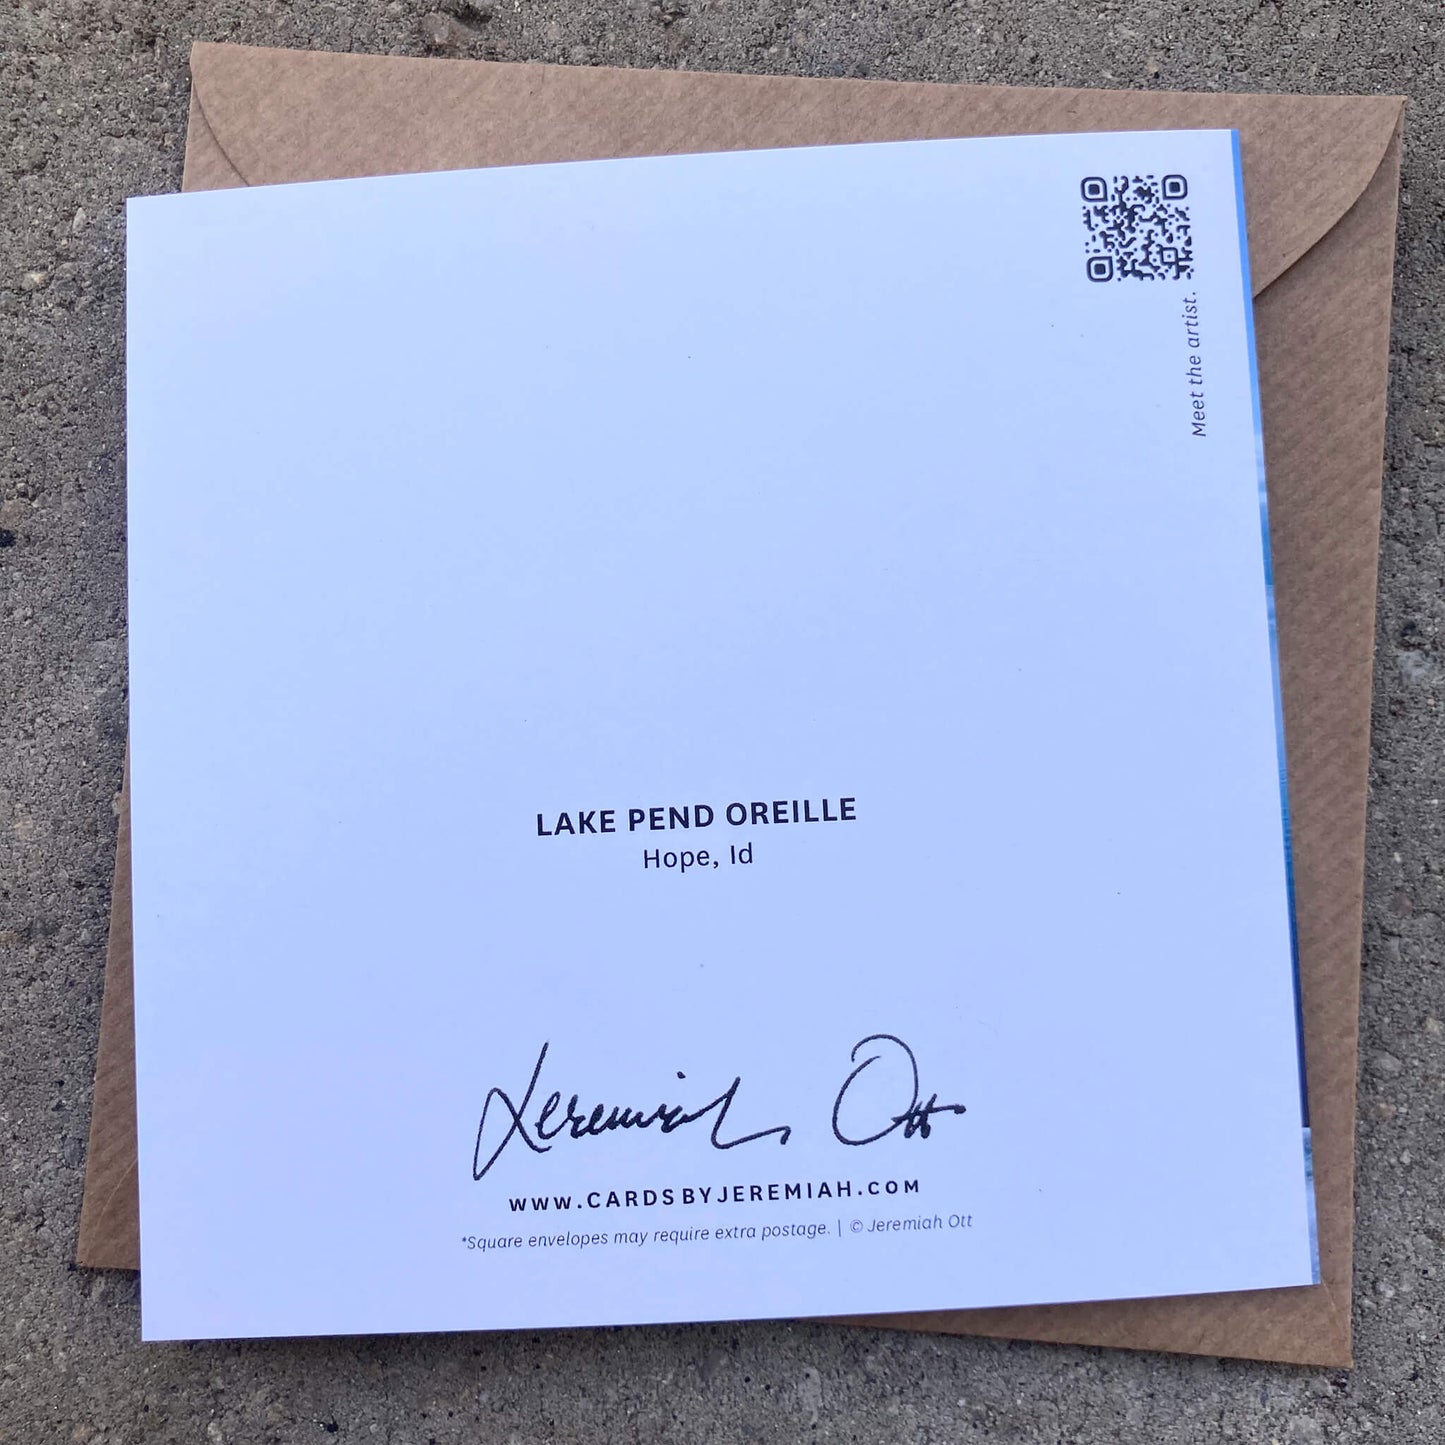 Meet the artist.
LAKE PEND OREILLE
Hope, Id
Jeremiah Ott
WWW.CARDSBYJEREMIAH.COM
*Square envelopes may require extra postage. | © Jeremiah Ott